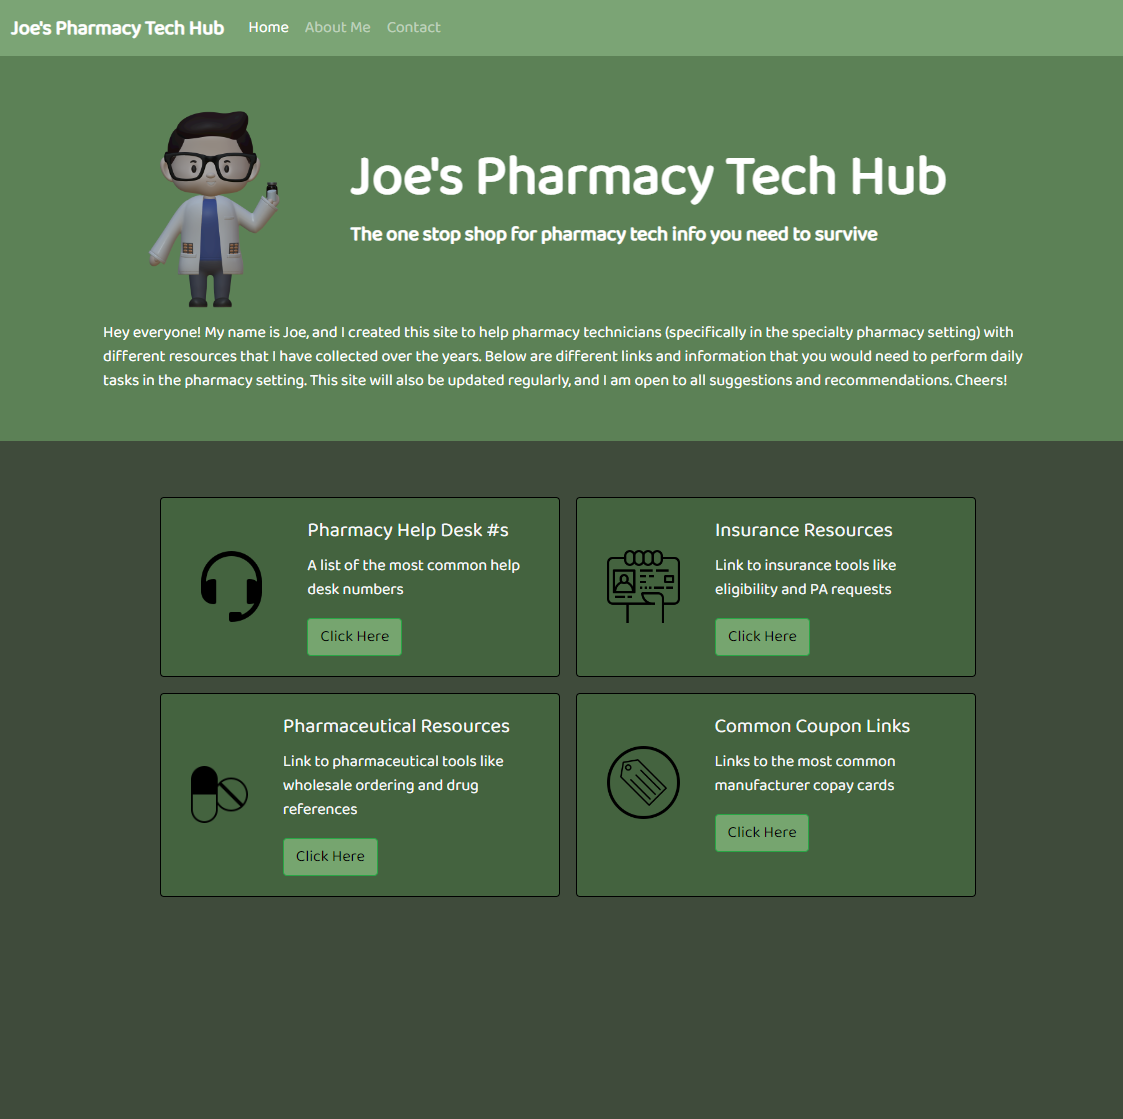 Joe's Pharmacy Tech Hub Home About Me Contact
Joe's Pharmacy Tech Hub
The one stop shop for pharmacy tech info you need to survive
Hey everyone! My name is Joe, and I created this site to help pharmacy technicians (specifically in the specialty pharmacy setting) with
different resources that I have collected over the years. Below are different links and information that you would need to perform daily
tasks in the pharmacy setting. This site will also be updated regularly, and I am open to all suggestions and recommendations. Cheers!
Pharmacy Help Desk #s
A list of the most common help
desk numbers
Click Here
Insurance Resources
Link to insurance tools like
eligibility and PA requests
Click Here
Pharmaceutical Resources
Link to pharmaceutical tools like
wholesale ordering and drug
references
Click Here
Common Coupon Links
Links to the most common
manufacturer copay cards
Click Here